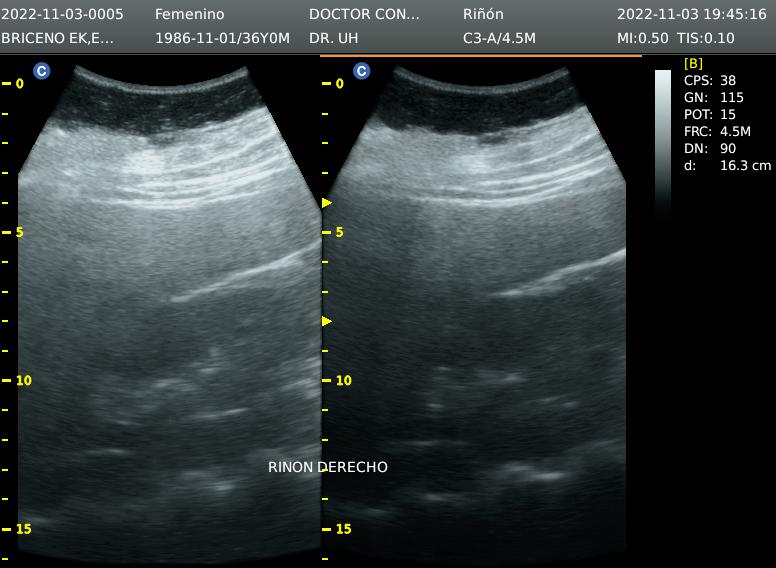 2022-11-03-0005 Femenino DOCTOR CON... Riñón 2022-11-03 19:45:16
BRICENO EK,E... 1986-11-01/36Y0M DR. UH C3-A/4.5M MI:0.50 TIS:0.10
C C [B]
0 0 CPS: 38
GN: 115
POT: 15
FRC: 4.5M
DN: 90
d: 16.3 cm
5 5
10 10
RINON DERECHO
15 15